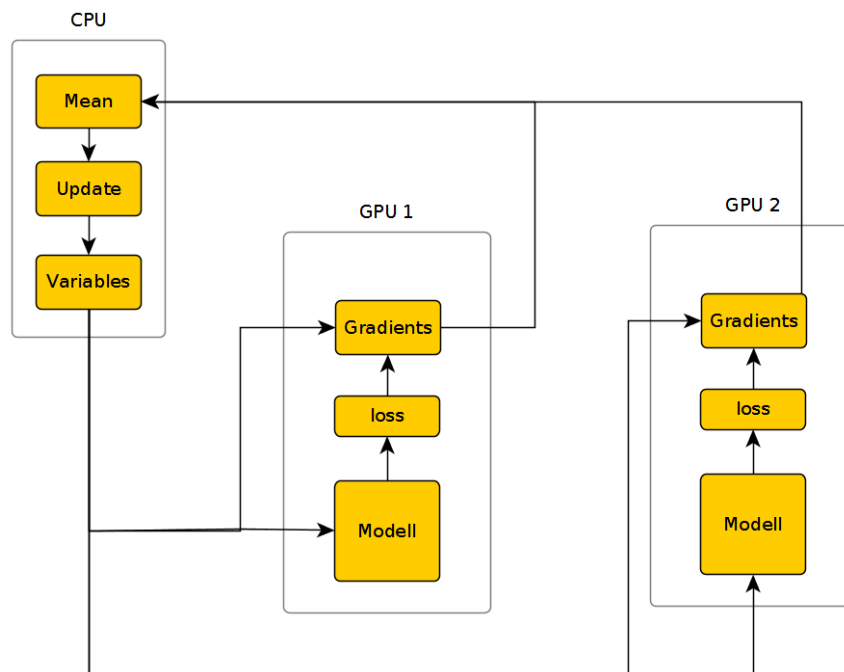 CPU
Mean
Update
Variables
GPU 1
Gradients
loss
Modell
GPU 2
Gradients
loss
Modell